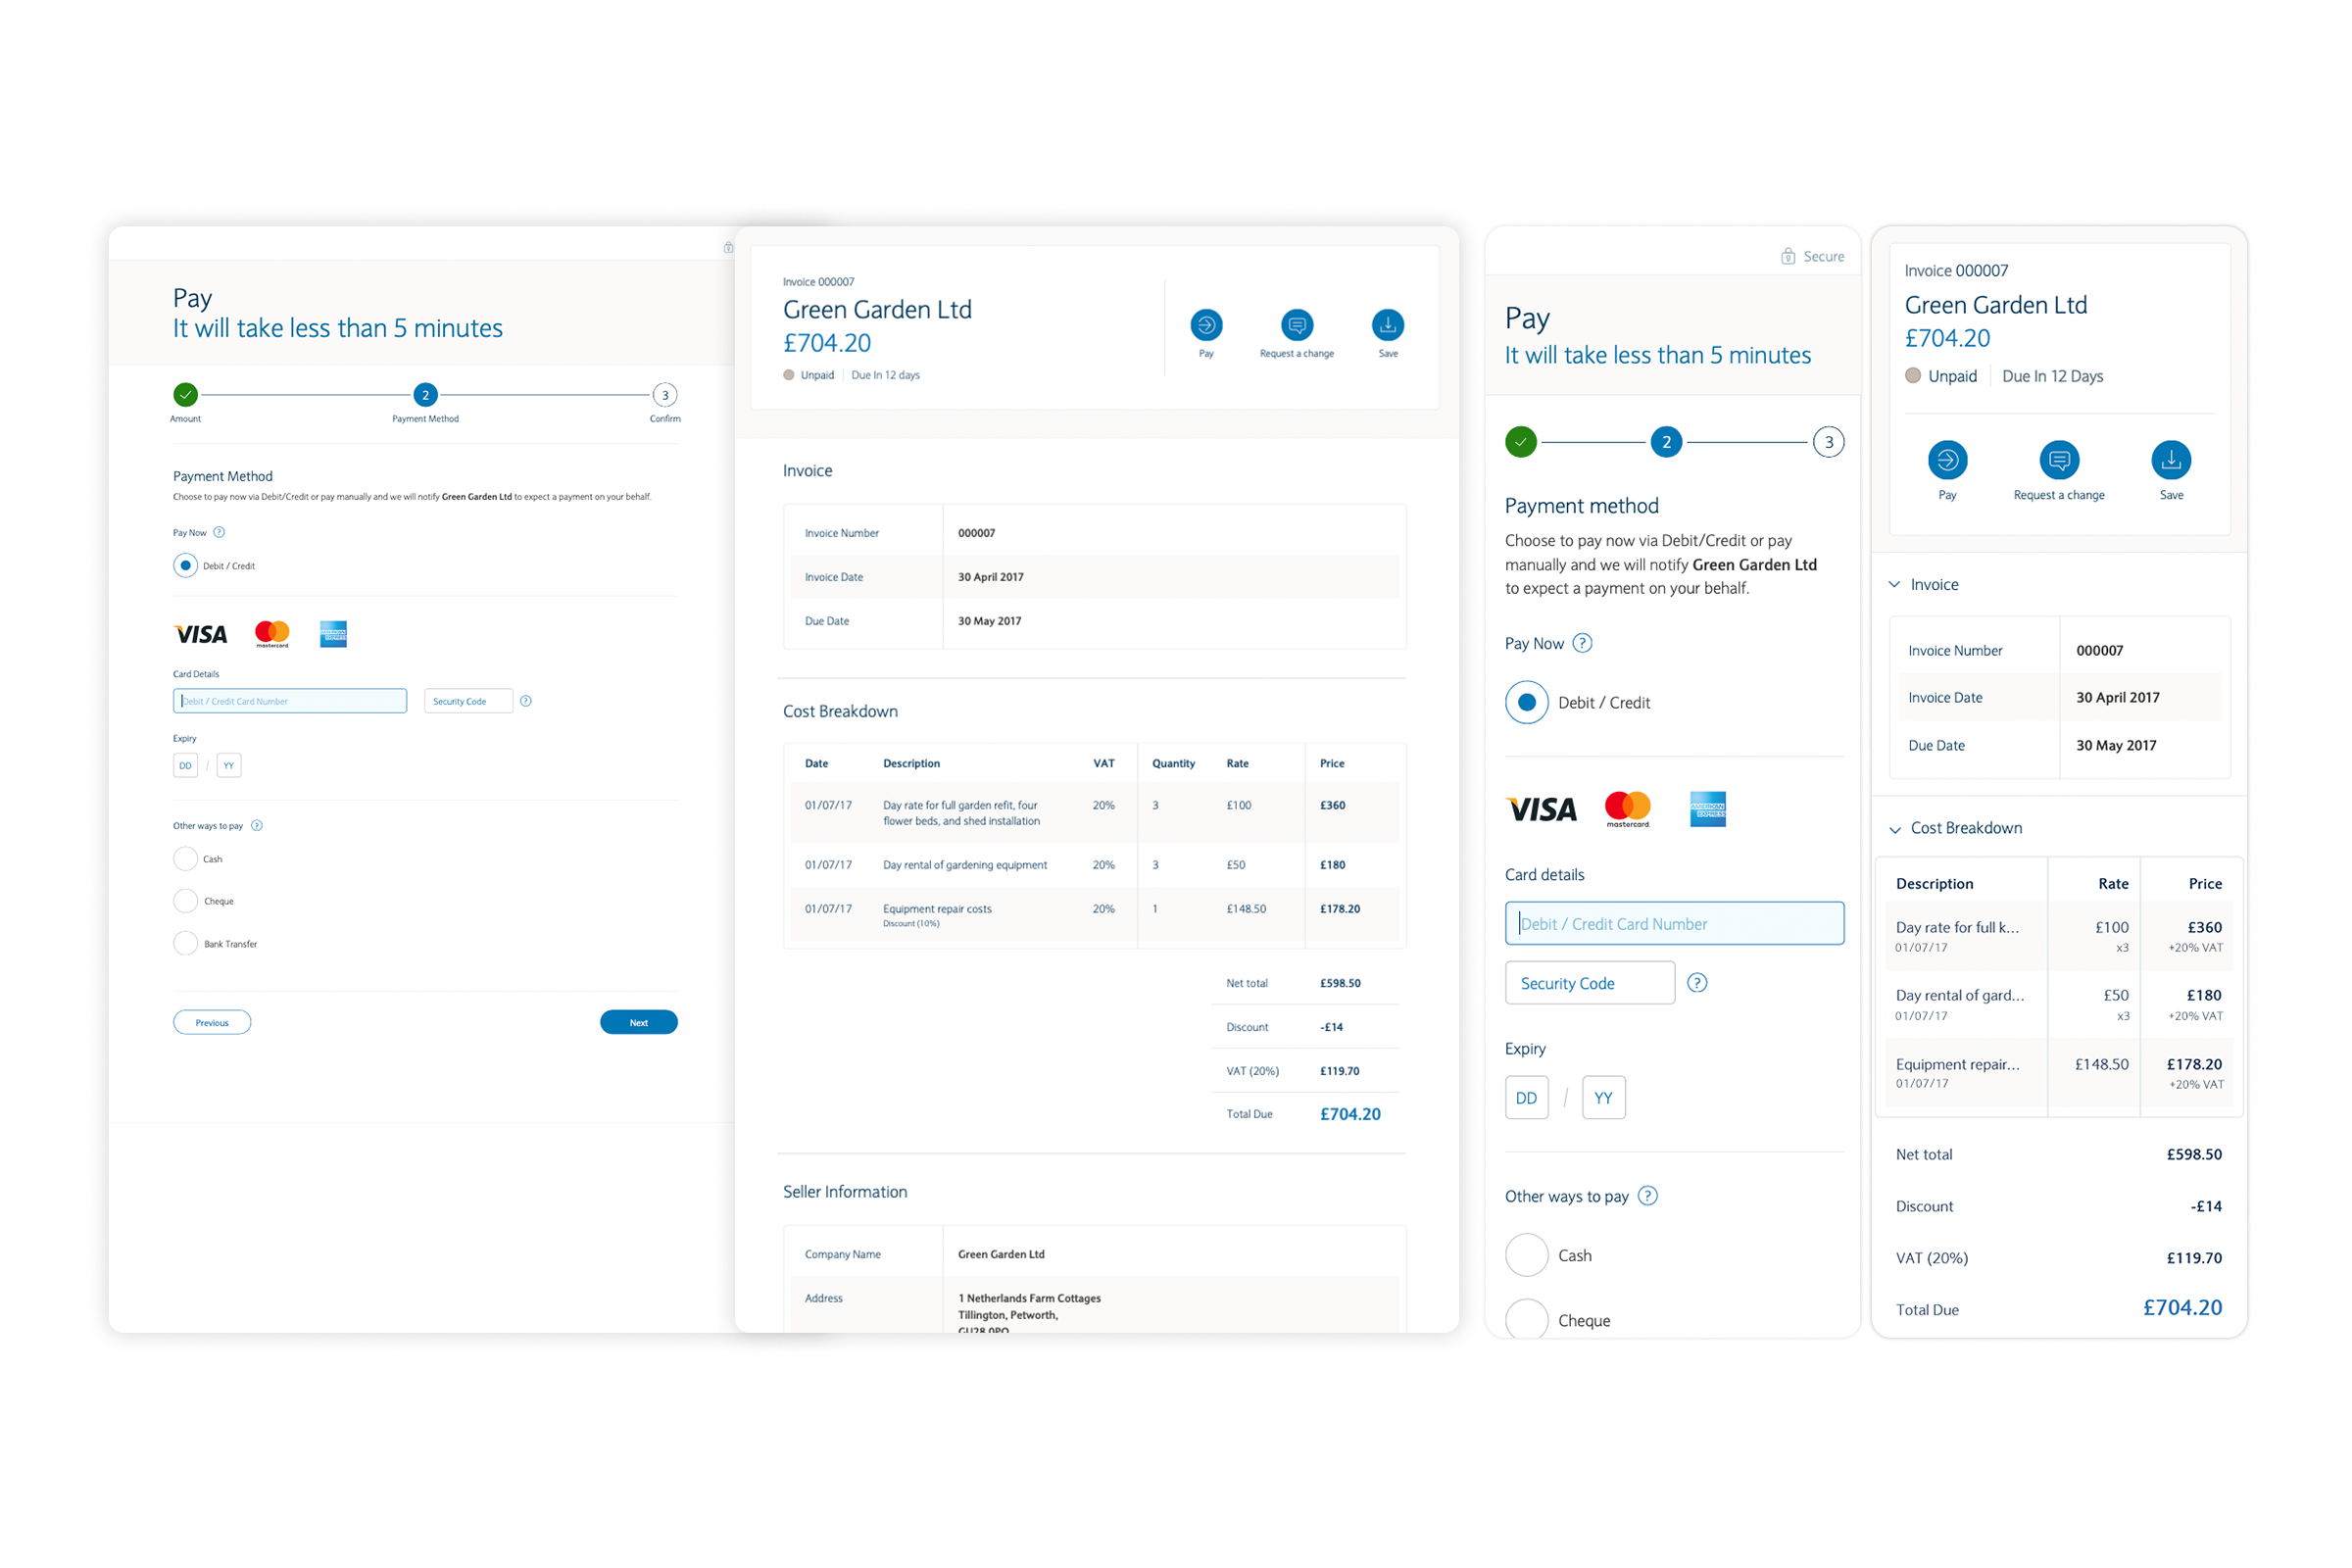 Pay
It will take less than 5 minutes
2
3
Amount
Payment Method
Confirm
Payment Method
Choose to pay now via Debit/Credit or pay manually and we will notify Green Garden Ltd to expect a payment on your behalf.
Pay Now ?
Debit / Credit
VISA
mastercard
AMERICAN EXPRESS
Card Details
Debit / Credit Card Number
Security Code
?
Expiry
DD / YY
Other ways to pay ?
Cash
Cheque
Bank Transfer
Previous
Next
Invoice 000007
Green Garden Ltd
£704.20
Unpaid
Due In 12 days
Pay
Request a change
Save
Invoice
Invoice Number 000007
Invoice Date 30 April 2017
Due Date 30 May 2017
Cost Breakdown
Date Description VAT Quantity Rate Price
01/07/17 Day rate for full garden refit, four 20% 3 £100 £360
flower beds, and shed installation
01/07/17 Day rental of gardening equipment 20% 3 £50 £180
01/07/17 Equipment repair costs 20% 1 £148.50 £178.20
Discount (10%)
Net total £598.50
Discount -£14
VAT (20%) £119.70
Total Due £704.20
Seller Information
Company Name Green Garden Ltd
Address 1 Netherlands Farm Cottages
Tillington, Petworth,
Secure
Pay
It will take less than 5 minutes
2
3
Payment method
Choose to pay now via Debit/Credit or pay
manually and we will notify Green Garden Ltd
to expect a payment on your behalf.
Pay Now ?
Debit / Credit
VISA
mastercard
AMERICAN EXPRESS
Card details
Debit / Credit Card Number
Security Code
?
Expiry
DD / YY
Other ways to pay ?
Cash
Cheque
Invoice 000007
Green Garden Ltd
£704.20
Unpaid
Due In 12 Days
Pay
Request a change
Save
Invoice
Invoice Number 000007
Invoice Date 30 April 2017
Due Date 30 May 2017
Cost Breakdown
Description Rate Price
Day rate for full k... £100 £360
01/07/17 x3 +20% VAT
Day rental of gard... £50 £180
01/07/17 x3 +20% VAT
Equipment repair... £148.50 £178.20
01/07/17 +20% VAT
Net total £598.50
Discount -£14
VAT (20%) £119.70
Total Due £704.20